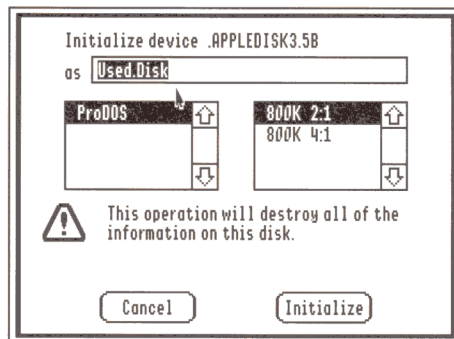 Initialize device .APPLEDISK3.5B
as Used.Disk
ProDOS
800K 2:1
800K 4:1
This operation will destroy all of the
information on this disk.
Cancel
Initialize